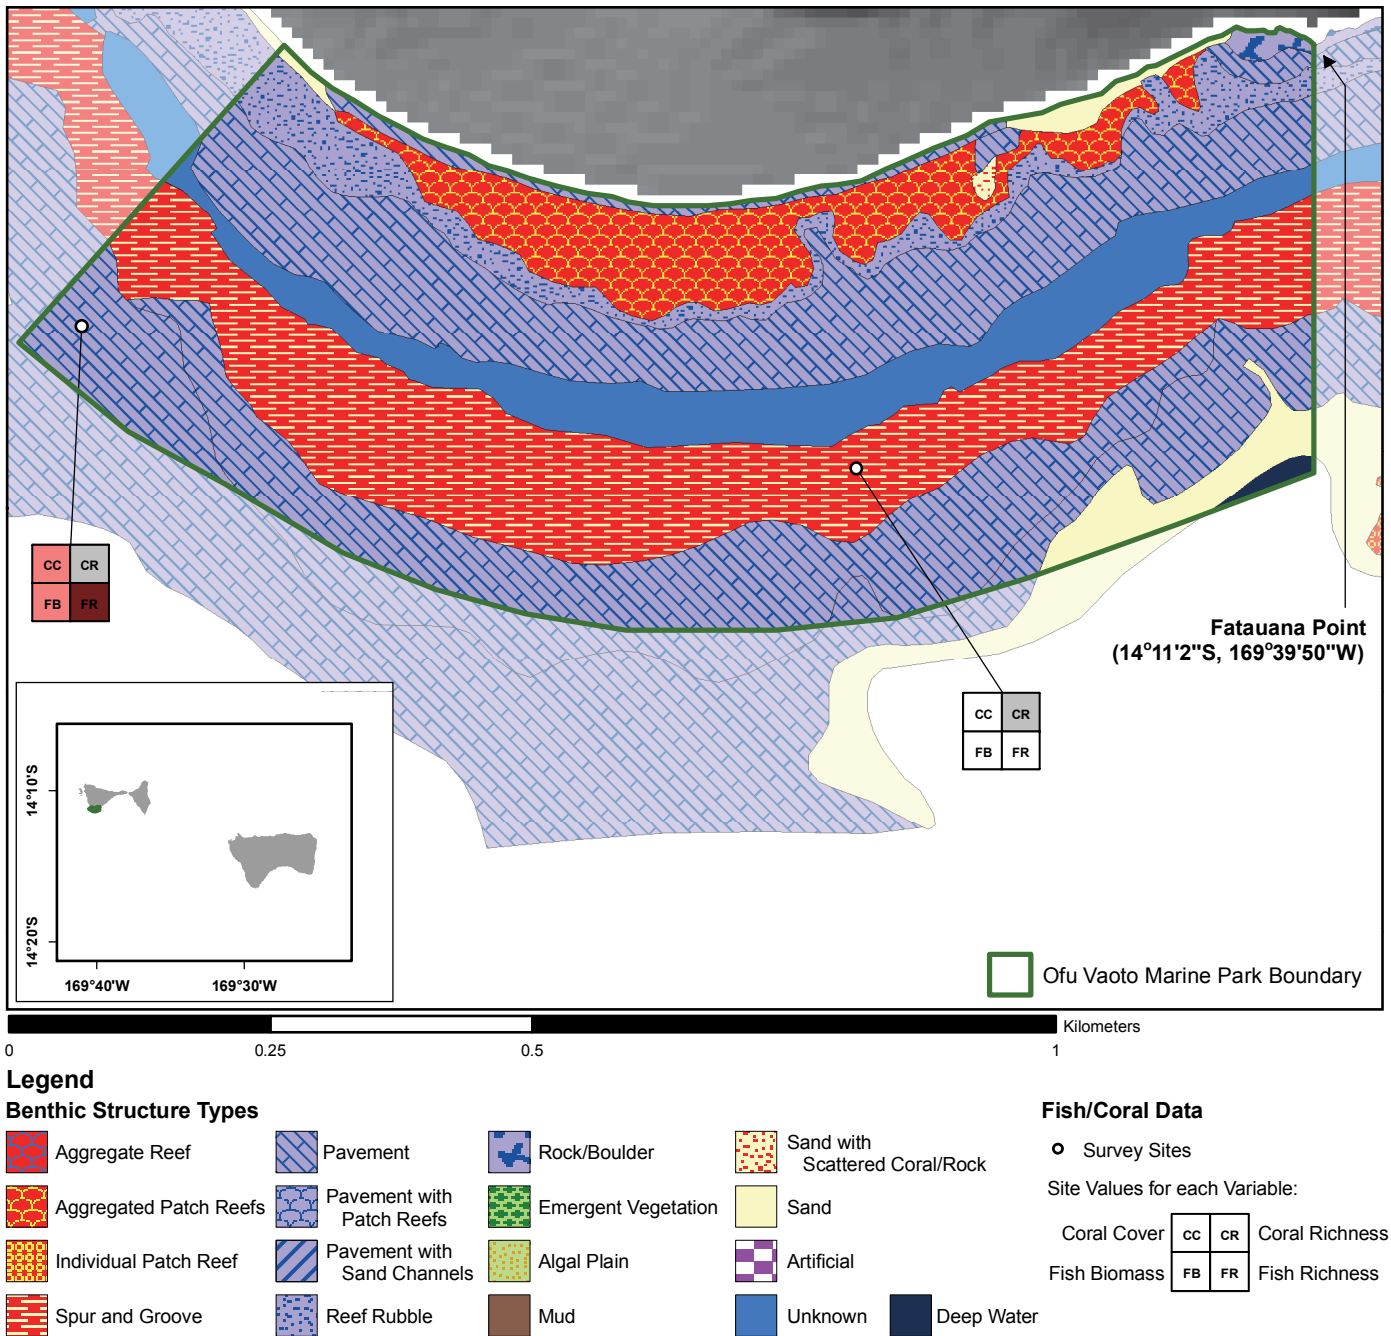 CC CR
FB FR
Fatauana Point
(14°11'2"S, 169°39'50"W)
CC CR
FB FR
14°10'S
14°20'S
169°40'W 169°30'W
Ofu Vaoto Marine Park Boundary
Kilometers
0 0.25 0.5 1
Legend
Benthic Structure Types
Aggregate Reef
Aggregated Patch Reefs
Individual Patch Reef
Spur and Groove
Pavement
Pavement with
Patch Reefs
Pavement with
Sand Channels
Reef Rubble
Rock/Boulder
Emergent Vegetation
Algal Plain
Mud
Sand with
Scattered Coral/Rock
Sand
Artificial
Unknown
Deep Water
Fish/Coral Data
Survey Sites
Site Values for each Variable:
Coral Cover CC CR Coral Richness
Fish Biomass FB FR Fish Richness